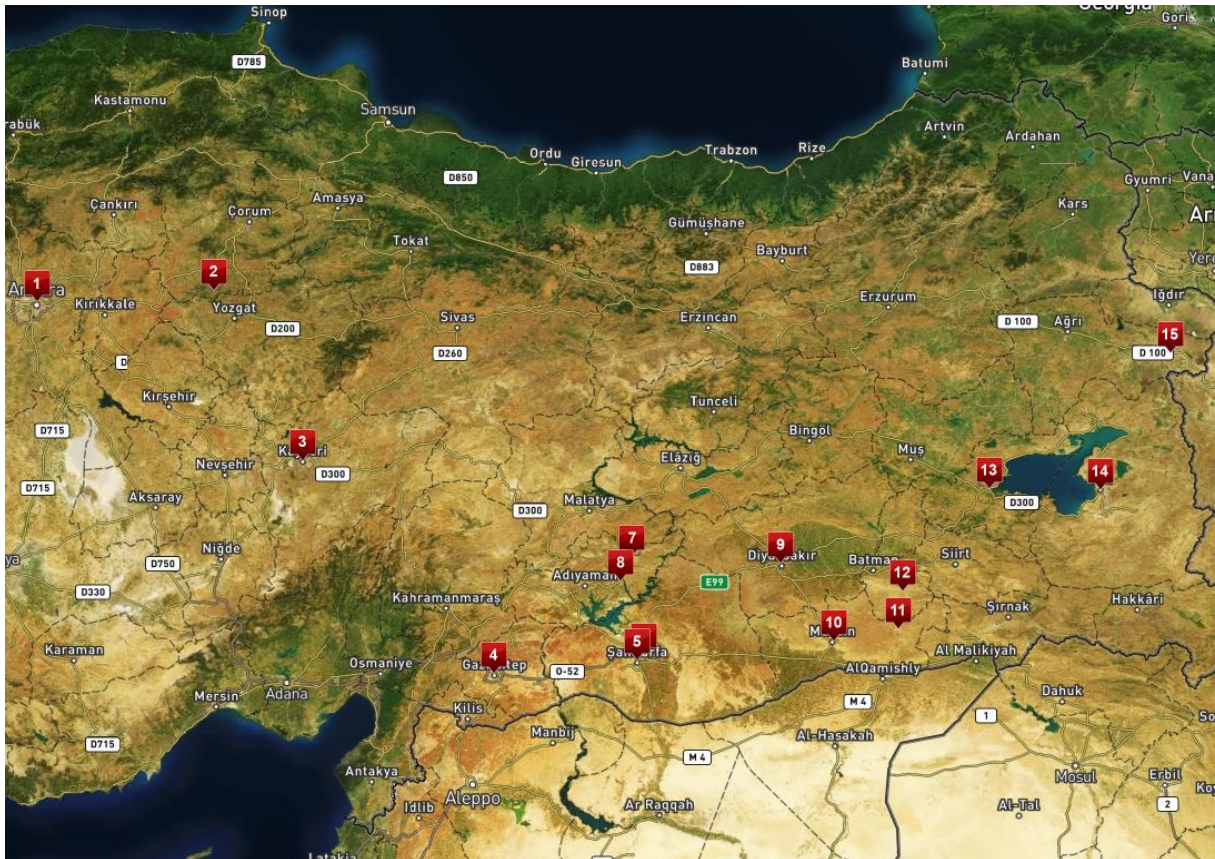 Sinop
Georgia
Gori
D785
Batumi
Kastamonu
Samsun
Artvin
Ardahan
rabük
Ordu
Giresun
Trabzon
Rize
D850
Gyumri
Vana
Çankırı
Amasya
Kars
Çorum
Gümüşhane
Tokat
Bayburt
D883
Yere
1
2
Kırıkkale
Yozgat
D200
Sivas
Erzincan
Erzurum
Iğdır
D 100
Ağrı
15
D 100
D260
Kırşehir
Tunceli
D715
Bingöl
3
Nevşehir
D300
Elâzığ
Muş
13
14
D715
Aksaray
Malatya
D300
D300
Niğde
7
9
D750
8
Batman
Siirt
12
Adıyaman
E99
D330
Kahramanmaraş
11
Şırnak
Hakkâri
10
5
4
Karaman
Osmaniye
O-52
Al Malikiyah
AlQamishly
Adana
Mersin
Kilis
M 4
Dahuk
Manbij
1
D715
Al-Hasakah
M 4
Antakya
Aleppo
Mosul
Erbil
Idlib
Ar Raqqah
Al-Tal
2
Latakia